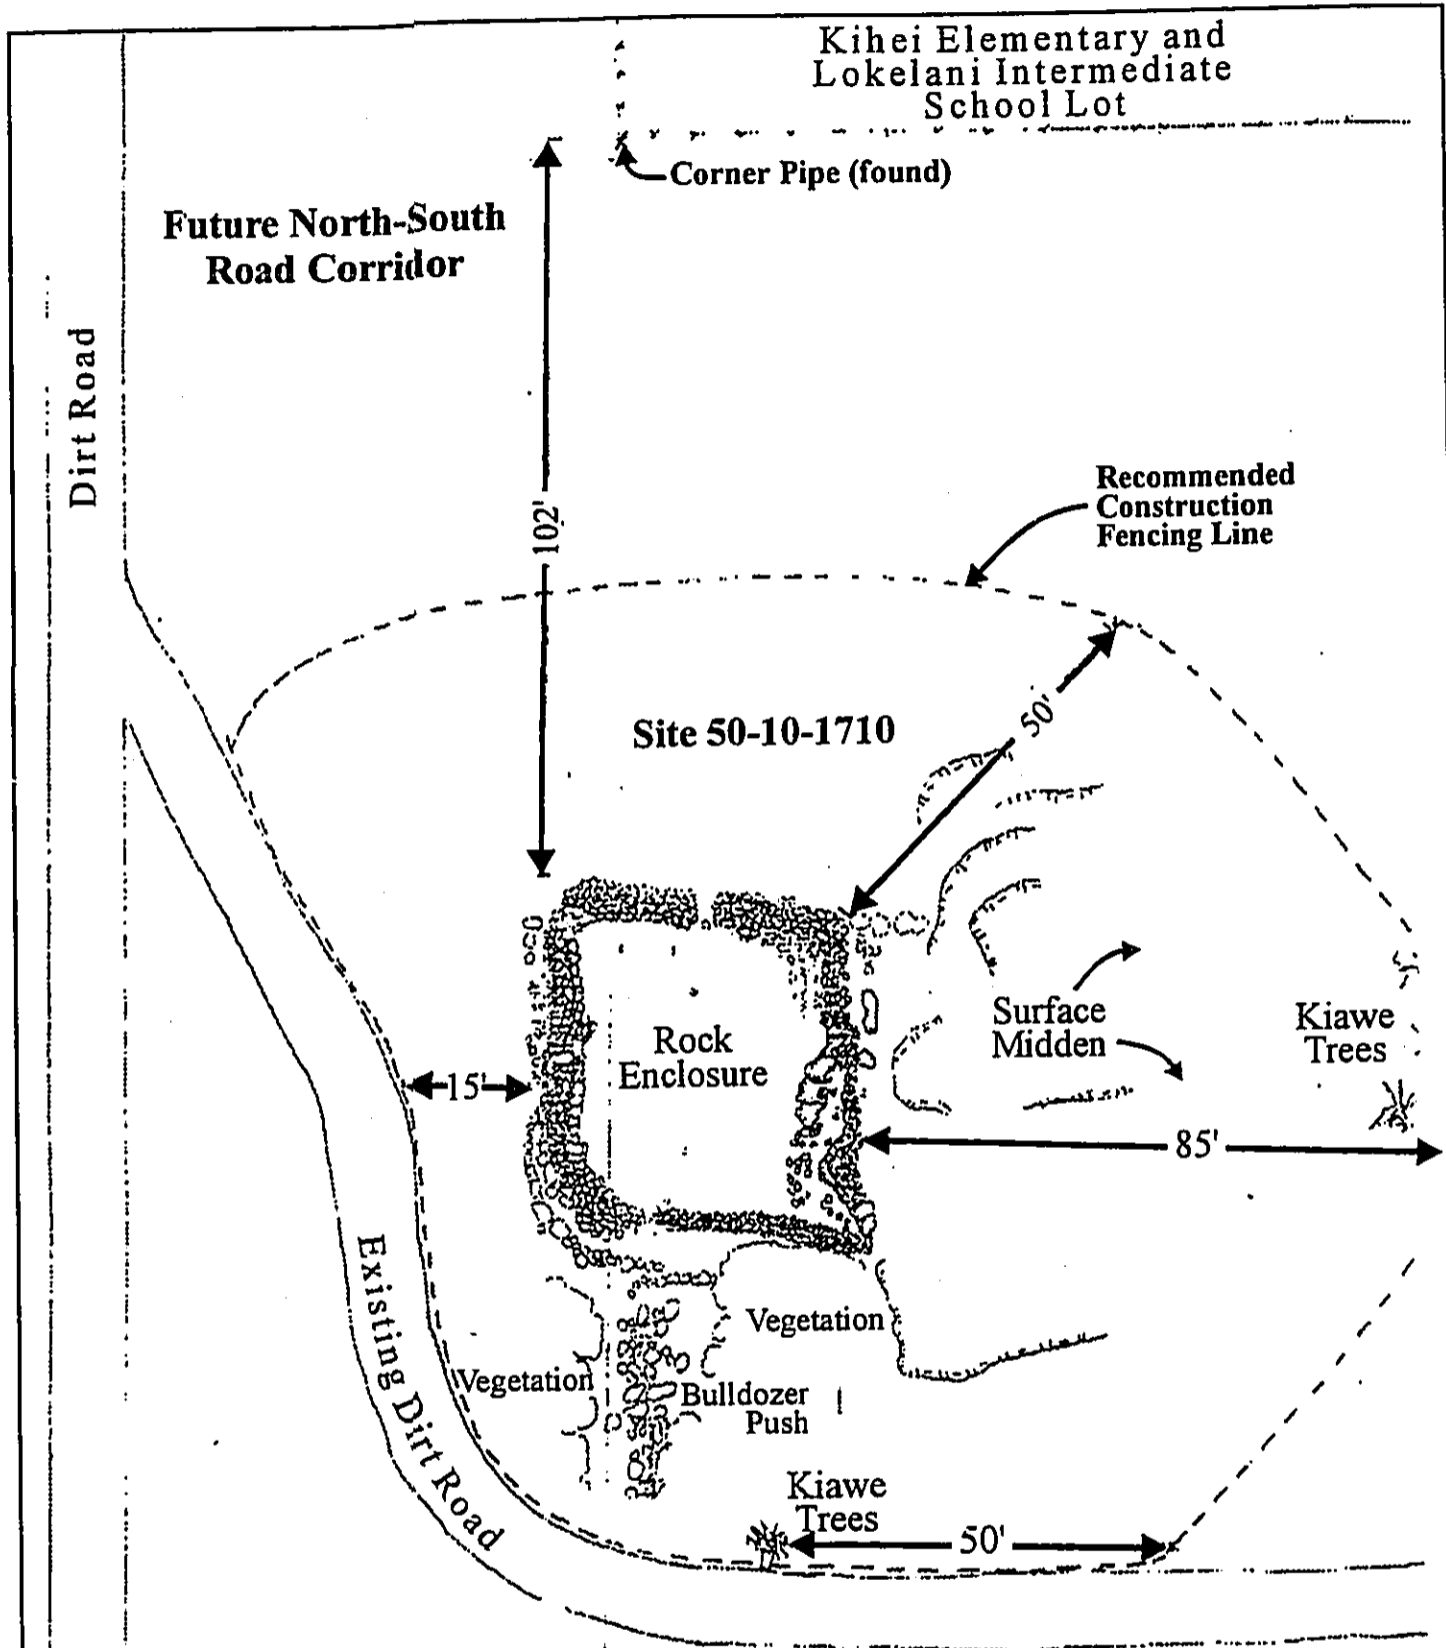 Kihei Elementary and
Lokelani Intermediate
School Lot
Corner Pipe (found)
Future North-South
Road Corridor
Dirt Road
102'
Recommended
Construction
Fencing Line
50'
Site 50-10-1710
Surface
Midden
Kiawe
Trees
Rock
Enclosure
15'
85'
Existing Dirt Road
Vegetation
Vegetation
Bulldozer
Push
Kiawe
Trees
50'